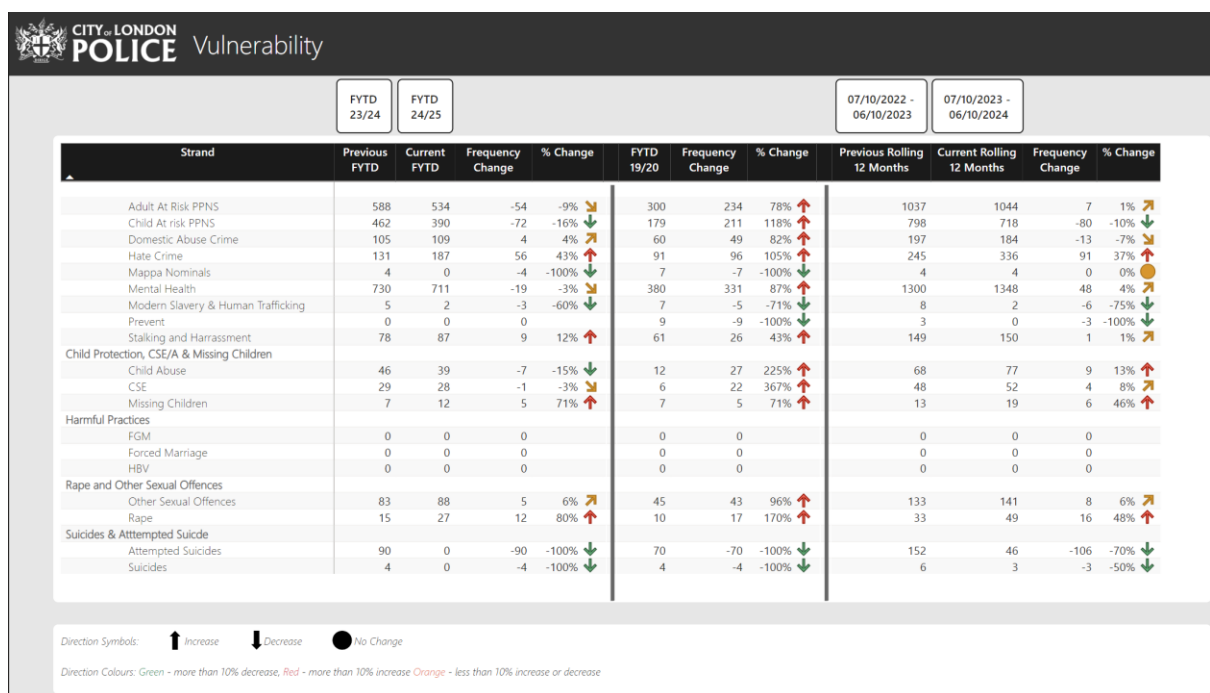 CITY OF LONDON
POLICE Vulnerability
FYTD 23/24 FYTD 24/25 07/10/2022 - 06/10/2023 07/10/2023 - 06/10/2024
Strand Previous FYTD Current FYTD Frequency Change % Change FYTD 19/20 Frequency Change % Change Previous Rolling 12 Months Current Rolling 12 Months Frequency Change % Change
Adult At Risk PPNS 588 534 -54 -9% 300 234 78% 1037 1044 7 1%
Child At risk PPNS 462 390 -72 -16% 179 211 118% 798 718 -80 -10%
Domestic Abuse Crime 105 109 4 4% 60 49 82% 197 184 -13 -7%
Hate Crime 131 187 56 43% 91 96 105% 245 336 91 37%
Mappa Nominals 4 0 -4 -100% 7 -7 -100% 4 4 0 0%
Mental Health 730 711 -19 -3% 380 331 87% 1300 1348 48 4%
Modern Slavery & Human Trafficking 5 2 -3 -60% 7 -5 -71% 8 2 -6 -75%
Prevent 0 0 0 9 -9 -100% 3 0 -3 -100%
Stalking and Harrassment 78 87 9 12% 61 26 43% 149 150 1 1%
Child Protection, CSE/A & Missing Children
Child Abuse 46 39 -7 -15% 12 27 225% 68 77 9 13%
CSE 29 28 -1 -3% 6 22 367% 48 52 4 8%
Missing Children 7 12 5 71% 7 5 71% 13 19 6 46%
Harmful Practices
FGM 0 0 0 0 0 0 0 0
Forced Marriage 0 0 0 0 0 0 0 0
HBV 0 0 0 0 0 0 0 0
Rape and Other Sexual Offences
Other Sexual Offences 83 88 5 6% 45 43 96% 133 141 8 6%
Rape 15 27 12 80% 10 17 170% 33 49 16 48%
Suicides & Atttempted Suicde
Attempted Suicides 90 0 -90 -100% 70 -70 -100% 152 46 -106 -70%
Suicides 4 0 -4 -100% 4 -4 -100% 6 3 -3 -50%
Direction Symbols: Increase Decrease No Change
Direction Colours: Green - more than 10% decrease, Red - more than 10% increase Orange - less than 10% increase or decrease